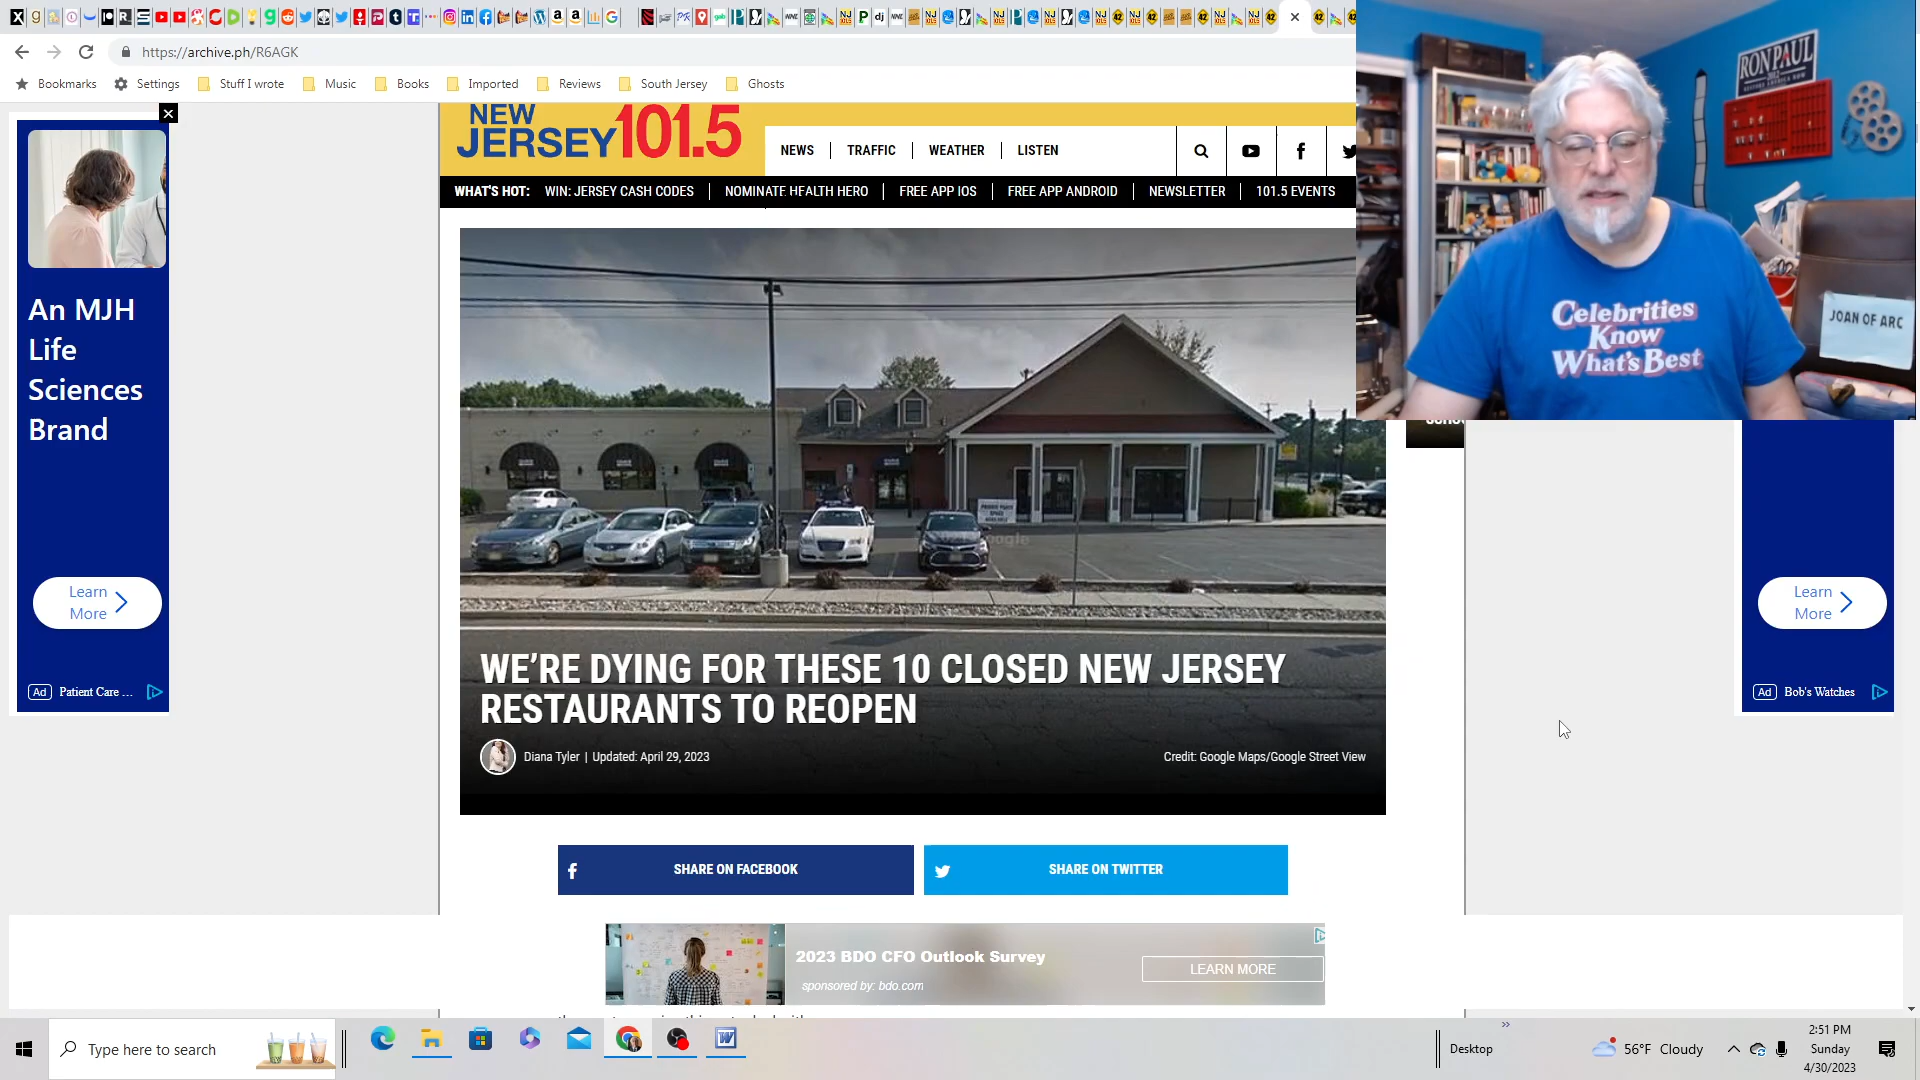 https://archive.ph/R6AGK
Bookmarks
Settings
Stuff I wrote
Music
Books
Imported
Reviews
South Jersey
Ghosts
NEW
JERSEY 101.5
NEWS
TRAFFIC
WEATHER
LISTEN
WHAT'S HOT:
WIN: JERSEY CASH CODES
NOMINATE HEALTH HERO
FREE APP IOS
FREE APP ANDROID
NEWSLETTER
101.5 EVENTS
RON PAUL
Celebrities
Know
What's Best
JOAN OF ARC
An MJH
Life
Sciences
Brand
Learn
More
Ad
Patient Care ...
WE'RE DYING FOR THESE 10 CLOSED NEW JERSEY
RESTAURANTS TO REOPEN
Diana Tyler | Updated: April 29, 2023
Credit: Google Maps/Google Street View
Learn
More
Ad
Bob's Watches
SHARE ON FACEBOOK
SHARE ON TWITTER
2023 BDO CFO Outlook Survey
sponsored by: bdo.com
LEARN MORE
Type here to search
Desktop
56°F Cloudy
2:51 PM
Sunday
4/30/2023